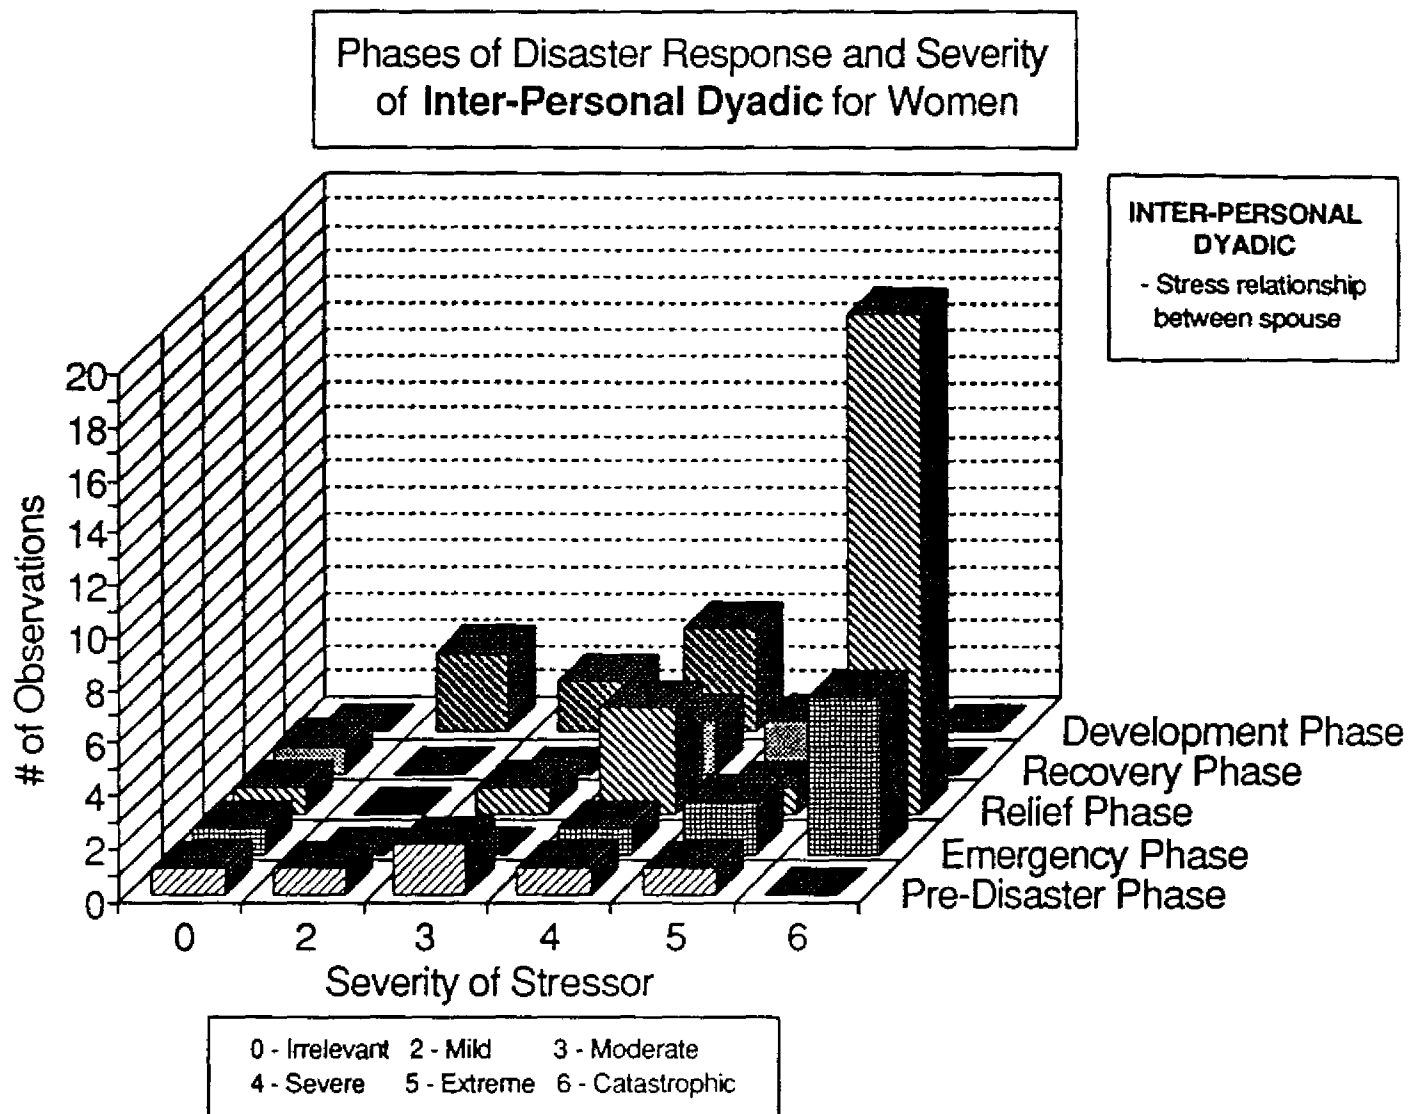 Phases of Disaster Response and Severity
of Inter-Personal Dyadic for Women
INTER-PERSONAL
DYADIC
- Stress relationship
between spouse
# of Observations
20
18
16
14
12
10
8
6
4
2
0
Development Phase
Recovery Phase
Relief Phase
Emergency Phase
Pre-Disaster Phase
0 2 3 4 5 6
Severity of Stressor
0 - Irrelevant 2 - Mild 3 - Moderate
4 - Severe 5 - Extreme 6 - Catastrophic